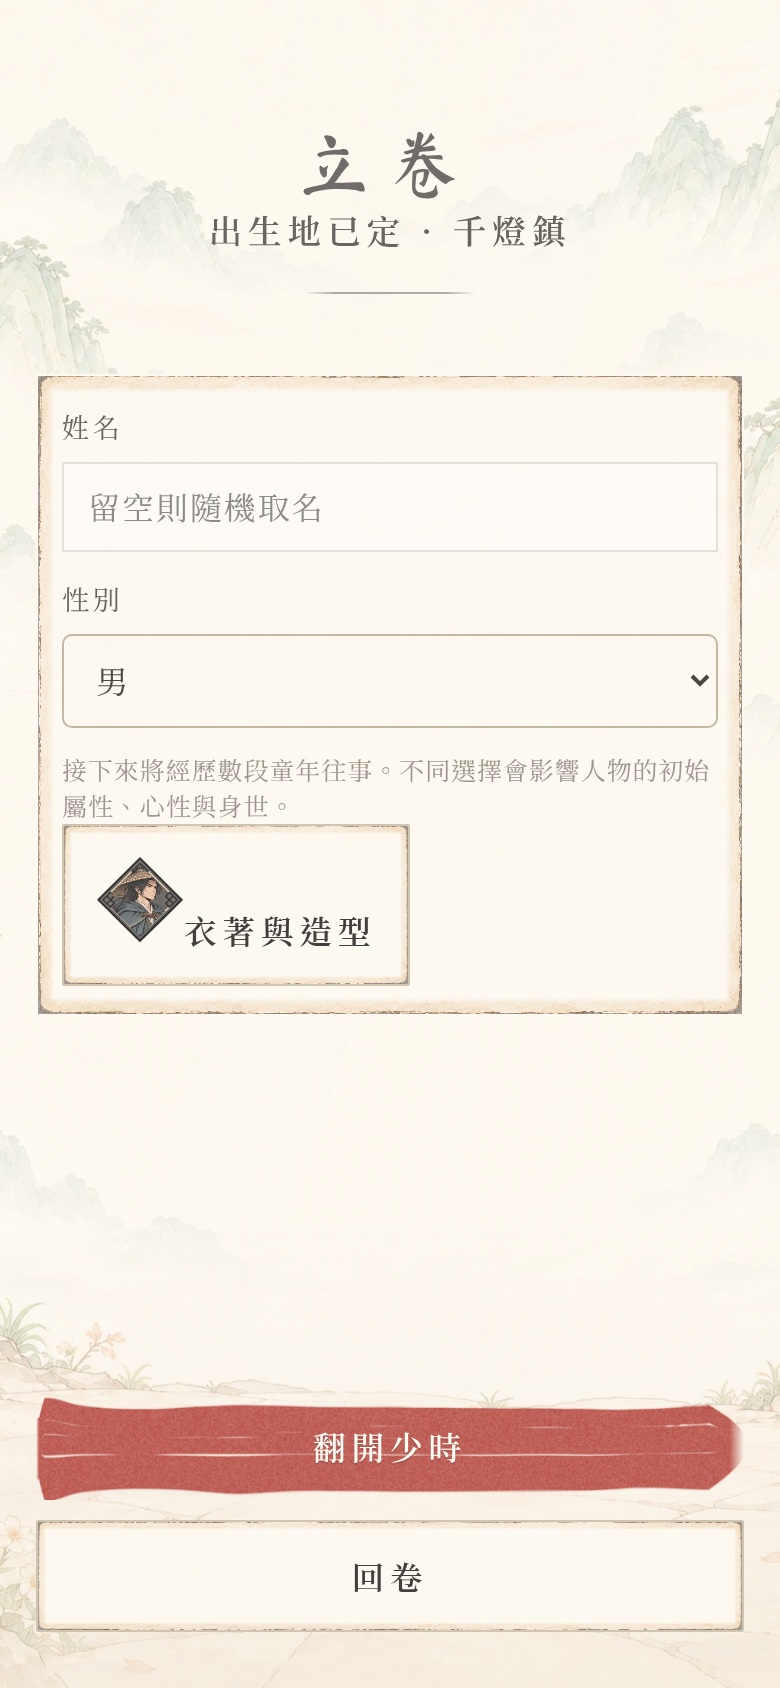 立卷
出生地已定·千燈鎮
姓名
留空則隨機取名
性別
男
接下來將經歷數段童年往事。不同選擇會影響人物的初始
屬性、心性與身世。
衣著與造型
翻開少時
回卷